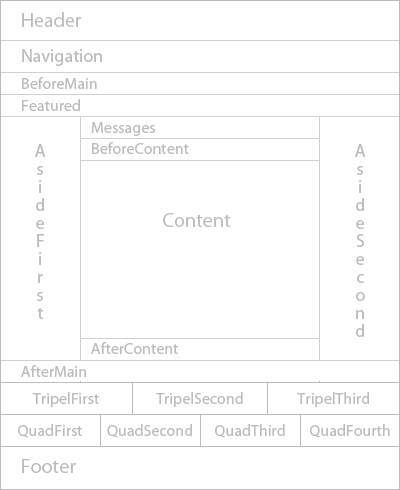 Header
Navigation
BeforeMain
Featured
AsideFirst
Messages
BeforeContent
Content
AfterContent
AsideSecond
AfterMain
TripelFirst TripelSecond TripelThird
QuadFirst QuadSecond QuadThird QuadFourth
Footer